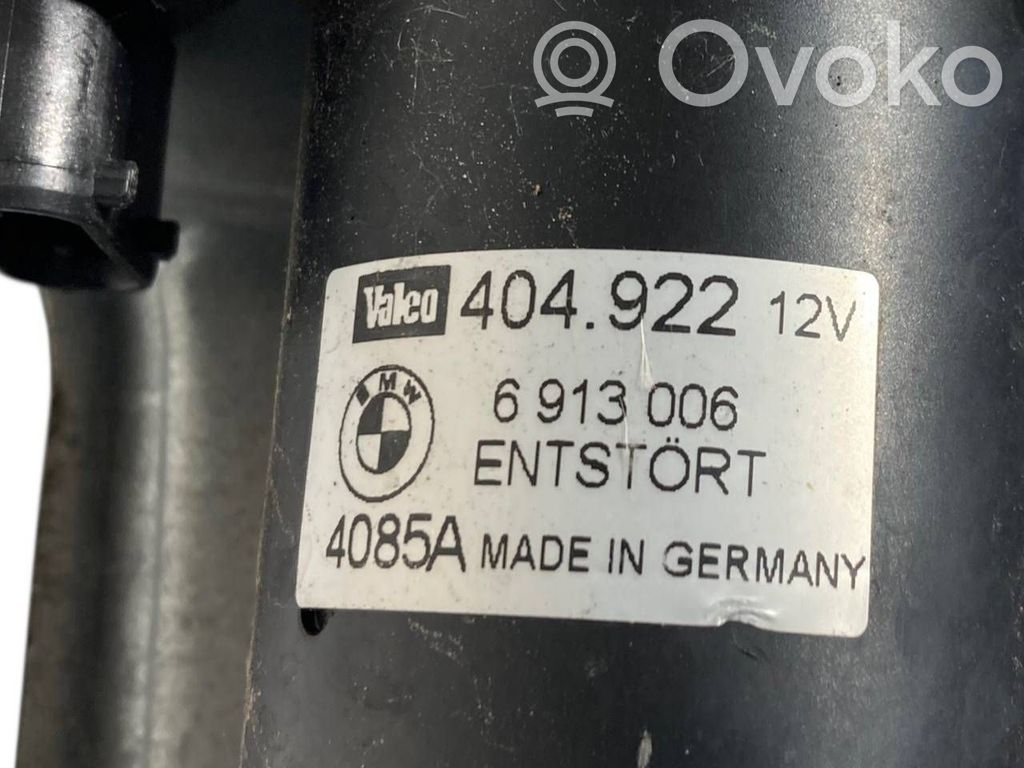 Ovoko
Valeo 404.922 12V
BMW
6 913 006
ENTSTÖRT
4085A MADE IN GERMANY